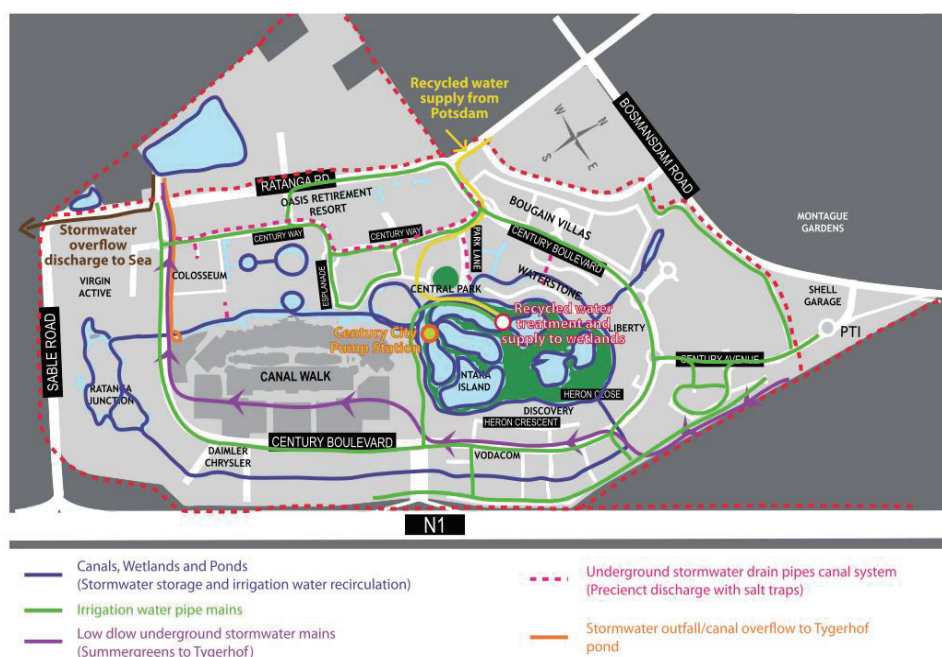 Recycled water
supply from
Potsdam
W
N
S
E
BOSMANSDAM ROAD
RATANGA RD
OASIS RETIREMENT
RESORT
BOUGAIN VILLAS
MONTAGUE
GARDENS
Stormwater
overflow
discharge to Sea
CENTURY WAY
CENTURY WAY
PARK LANE
CENTURY BOULEVARD
VIRGIN
ACTIVE
COLOSSEUM
ESPLANADE
CENTRAL PARK
WATERSTONE
SHELL
GARAGE
PTI
SABLE ROAD
Century City
Pump Station
Recycled water
treatment and
supply to wetlands
LIBERTY
CENTURY AVENUE
RATANGA
JUNCTION
CANAL WALK
INTARA
ISLAND
HERON CLOSE
DISCOVERY
HERON CRESCENT
CENTURY BOULEVARD
DAIMLER
CHRYSLER
VODACOM
N1
Canals, Wetlands and Ponds
(Stormwater storage and irrigation water recirculation)
Irrigation water pipe mains
Low dlow underground stormwater mains
(Summergreens to Tygerhof)
Underground stormwater drain pipes canal system
(Precienct discharge with salt traps)
Stormwater outfall/canal overflow to Tygerhof
pond